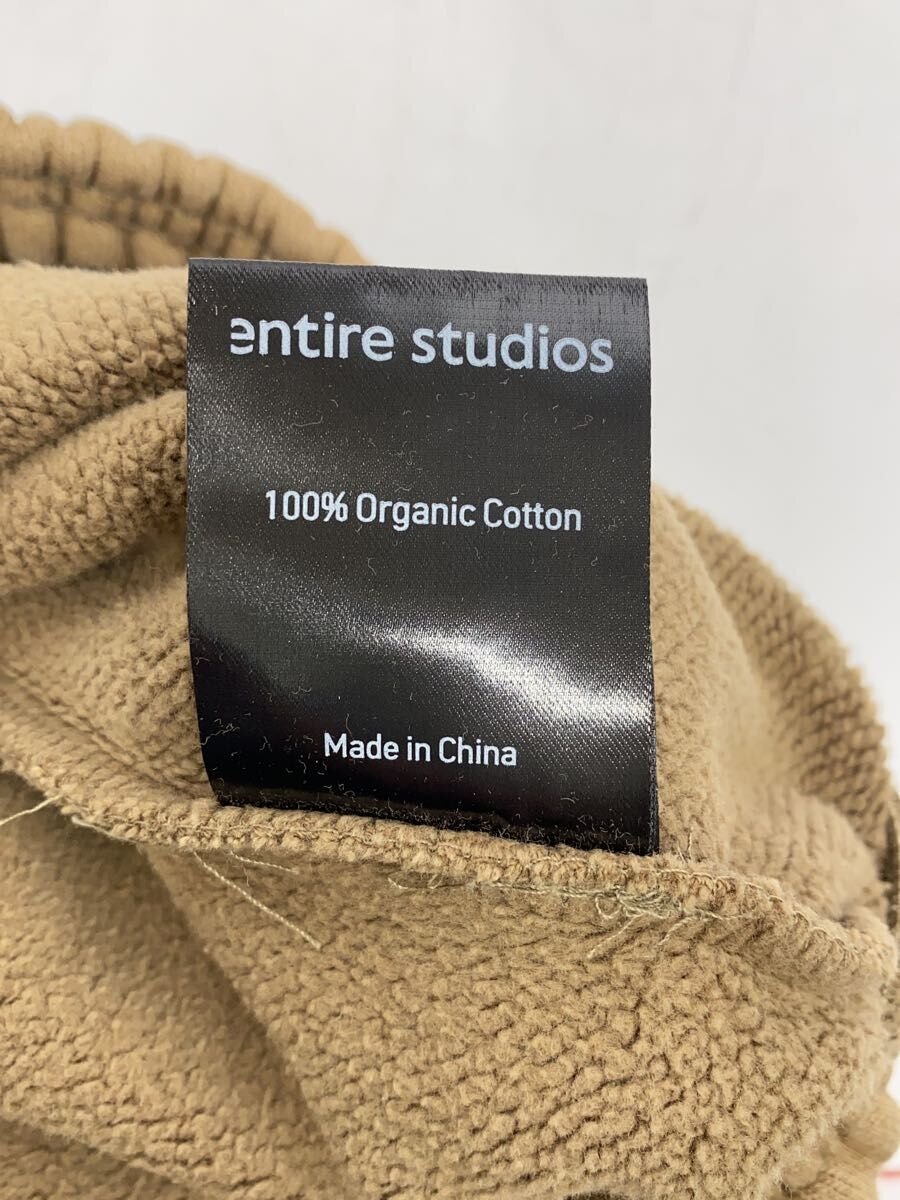 entire studios
100% Organic Cotton
Made in China